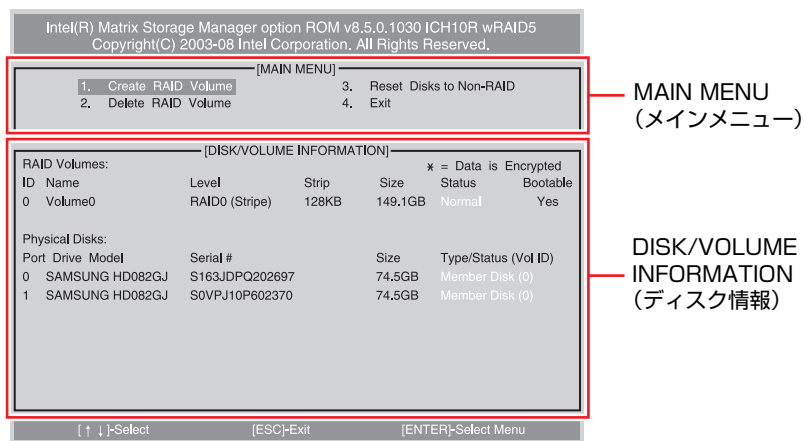 Intel(R) Matrix Storage Manager option ROM v8.5.0.1030 ICH10R wRAID5
Copyright(C) 2003-08 Intel Corporation. All Rights Reserved.
[MAIN MENU]
1. Create RAID Volume 3. Reset Disks to Non-RAID
2. Delete RAID Volume 4. Exit
MAIN MENU
（メインメニュー）
[DISK/VOLUME INFORMATION]
RAID Volumes: * = Data is Encrypted
ID Name Level Strip Size Status Bootable
0 Volume0 RAID0 (Stripe) 128KB 149.1GB Normal Yes
Physical Disks:
Port Drive Model Serial # Size Type/Status (Vol ID)
0 SAMSUNG HD082GJ S163JDPQ202697 74.5GB Member Disk (0)
1 SAMSUNG HD082GJ S0VPJ10P602370 74.5GB Member Disk (0)
DISK/VOLUME
INFORMATION
（ディスク情報）
[↑↓]-Select [ESC]-Exit [ENTER]-Select Menu